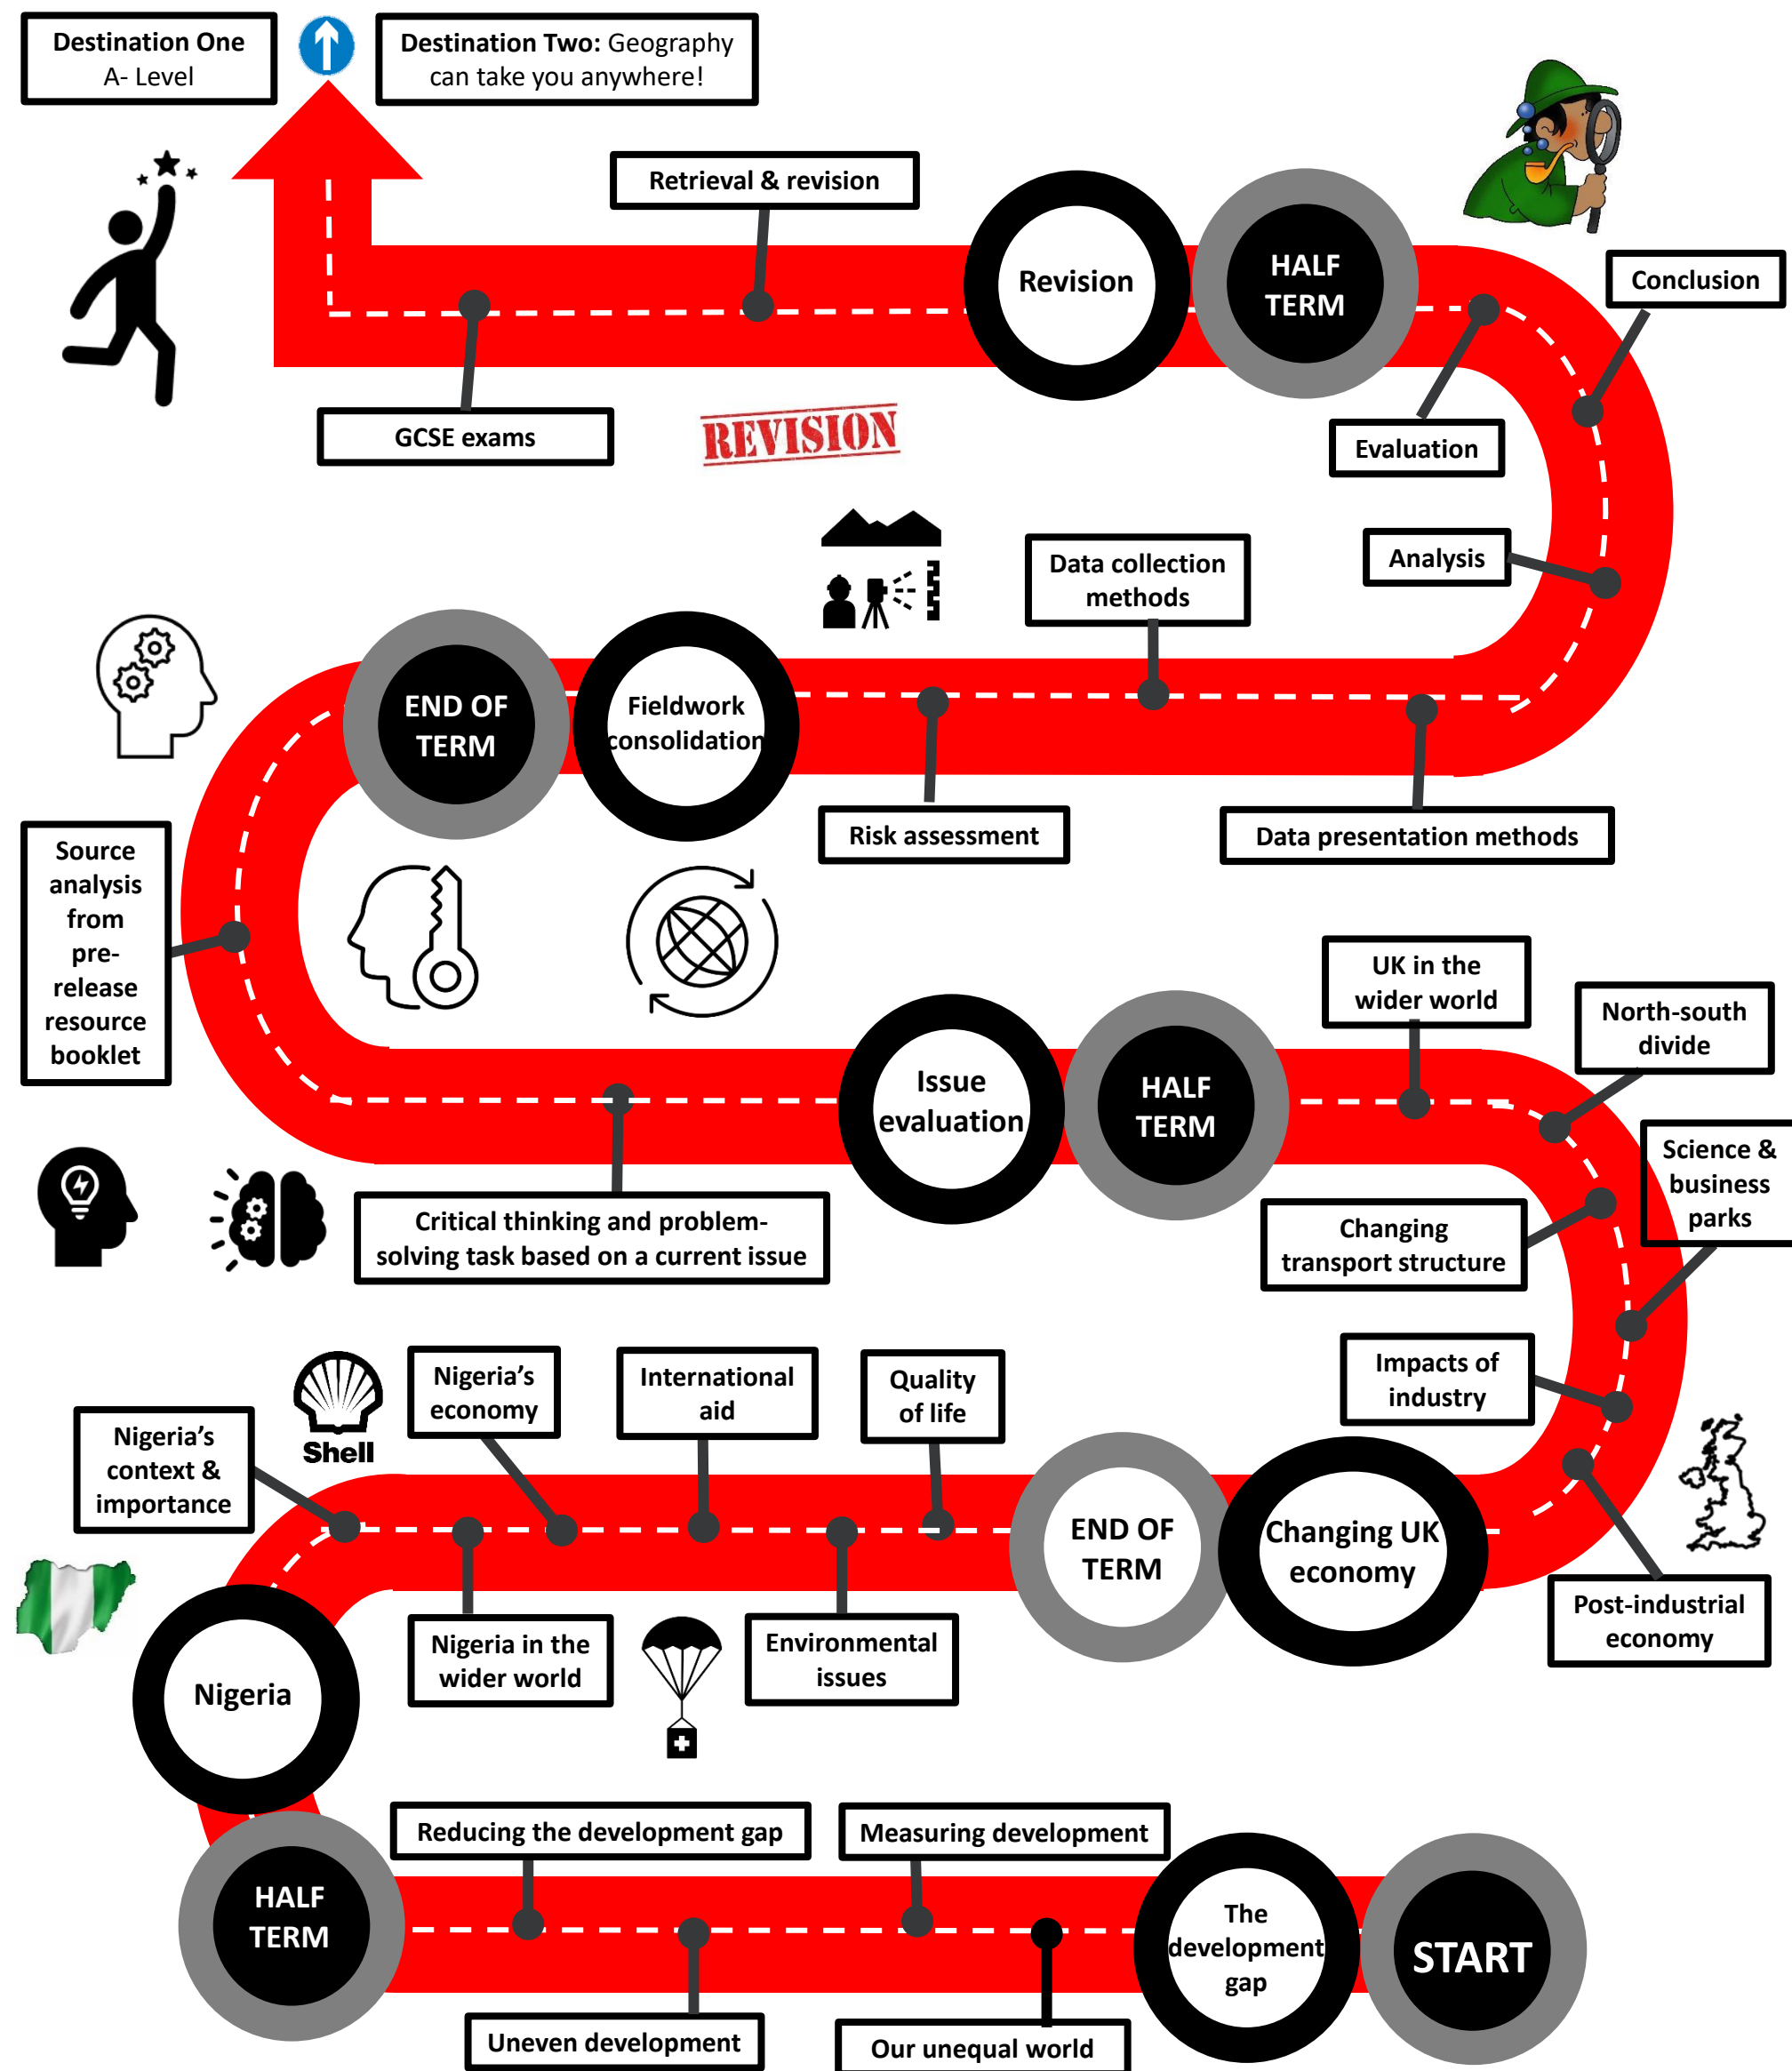 Destination One
A- Level
Destination Two: Geography
can take you anywhere!
Retrieval & revision
Revision
HALF
TERM
Conclusion
GCSE exams
REVISION
Evaluation
Analysis
Data collection
methods
END OF
TERM
Fieldwork
consolidation
Risk assessment
Data presentation methods
Source
analysis
from
pre-
release
resource
booklet
UK in the
wider world
North-south
divide
Issue
evaluation
HALF
TERM
Science &
business
parks
Critical thinking and problem-
solving task based on a current issue
Changing
transport structure
Impacts of
industry
Nigeria's
context &
importance
Shell
Nigeria's
economy
International
aid
Quality
of life
END OF
TERM
Changing UK
economy
Post-industrial
economy
Nigeria in the
wider world
Environmental
issues
Nigeria
Reducing the development gap
Measuring development
HALF
TERM
The
development
gap
START
Uneven development
Our unequal world